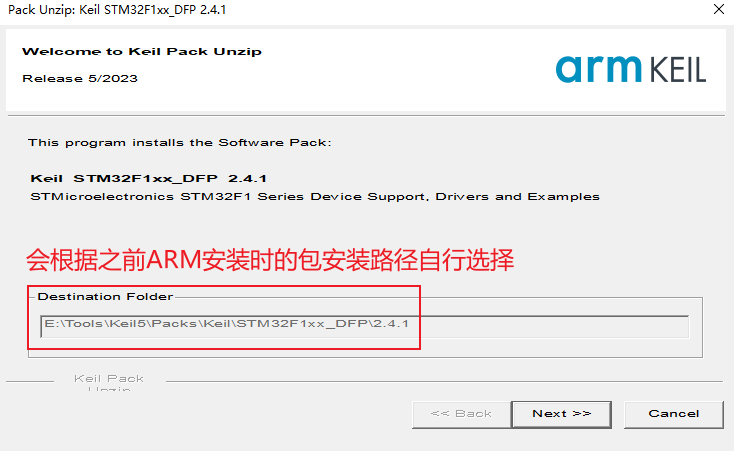 Pack Unzip: Keil STM32F1xx_DFP 2.4.1
Welcome to Keil Pack Unzip
Release 5/2023
arm KEIL
This program installs the Software Pack:
Keil STM32F1xx_DFP 2.4.1
STMicroelectronics STM32F1 Series Device Support, Drivers and Examples
会根据之前ARM安装时的包安装路径自行选择
Destination Folder
E:\Tools\Keil5\Packs\Keil\STM32F1xx_DFP\2.4.1
Keil Pack
Unzip
<< Back
Next >>
Cancel